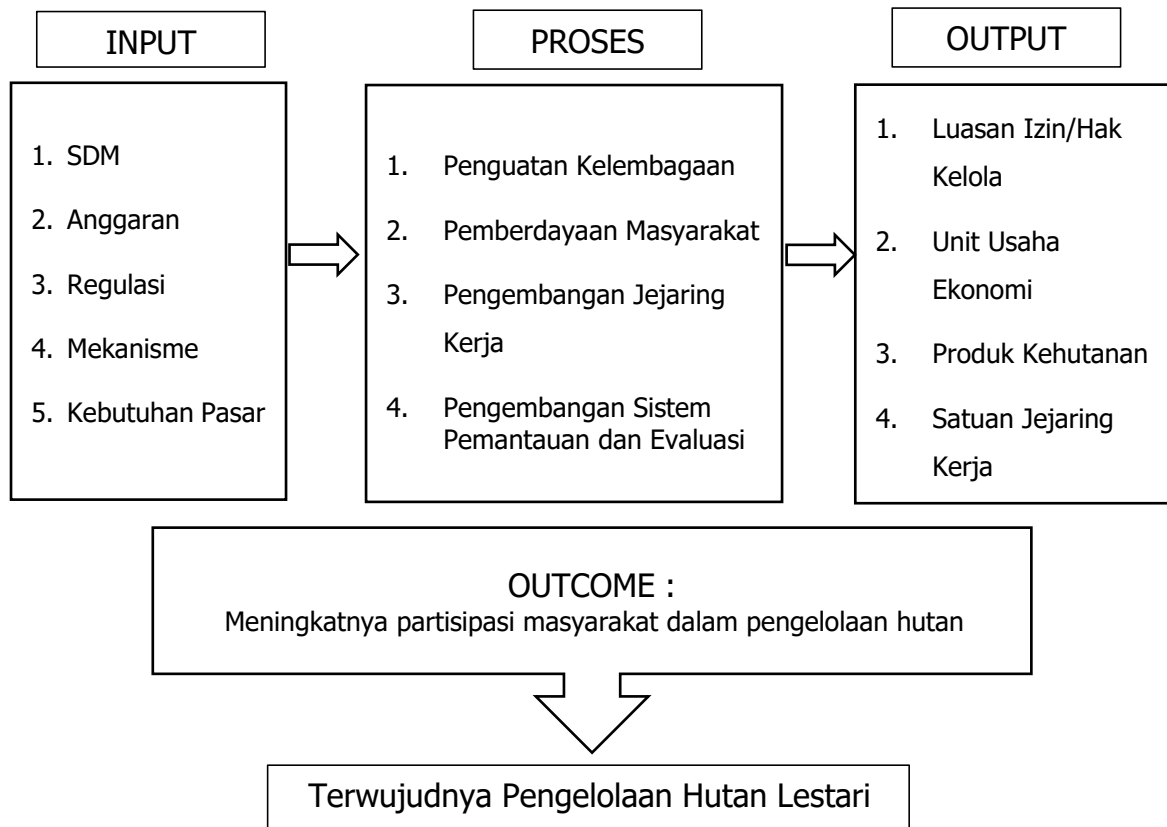 INPUT
1. SDM
2. Anggaran
3. Regulasi
4. Mekanisme
5. Kebutuhan Pasar
PROSES
1. Penguatan Kelembagaan
2. Pemberdayaan Masyarakat
3. Pengembangan Jejaring
Kerja
4. Pengembangan Sistem
Pemantauan dan Evaluasi
OUTPUT
1. Luasan Izin/Hak
Kelola
2. Unit Usaha
Ekonomi
3. Produk Kehutanan
4. Satuan Jejaring
Kerja
OUTCOME :
Meningkatnya partisipasi masyarakat dalam pengelolaan hutan
Terwujudnya Pengelolaan Hutan Lestari